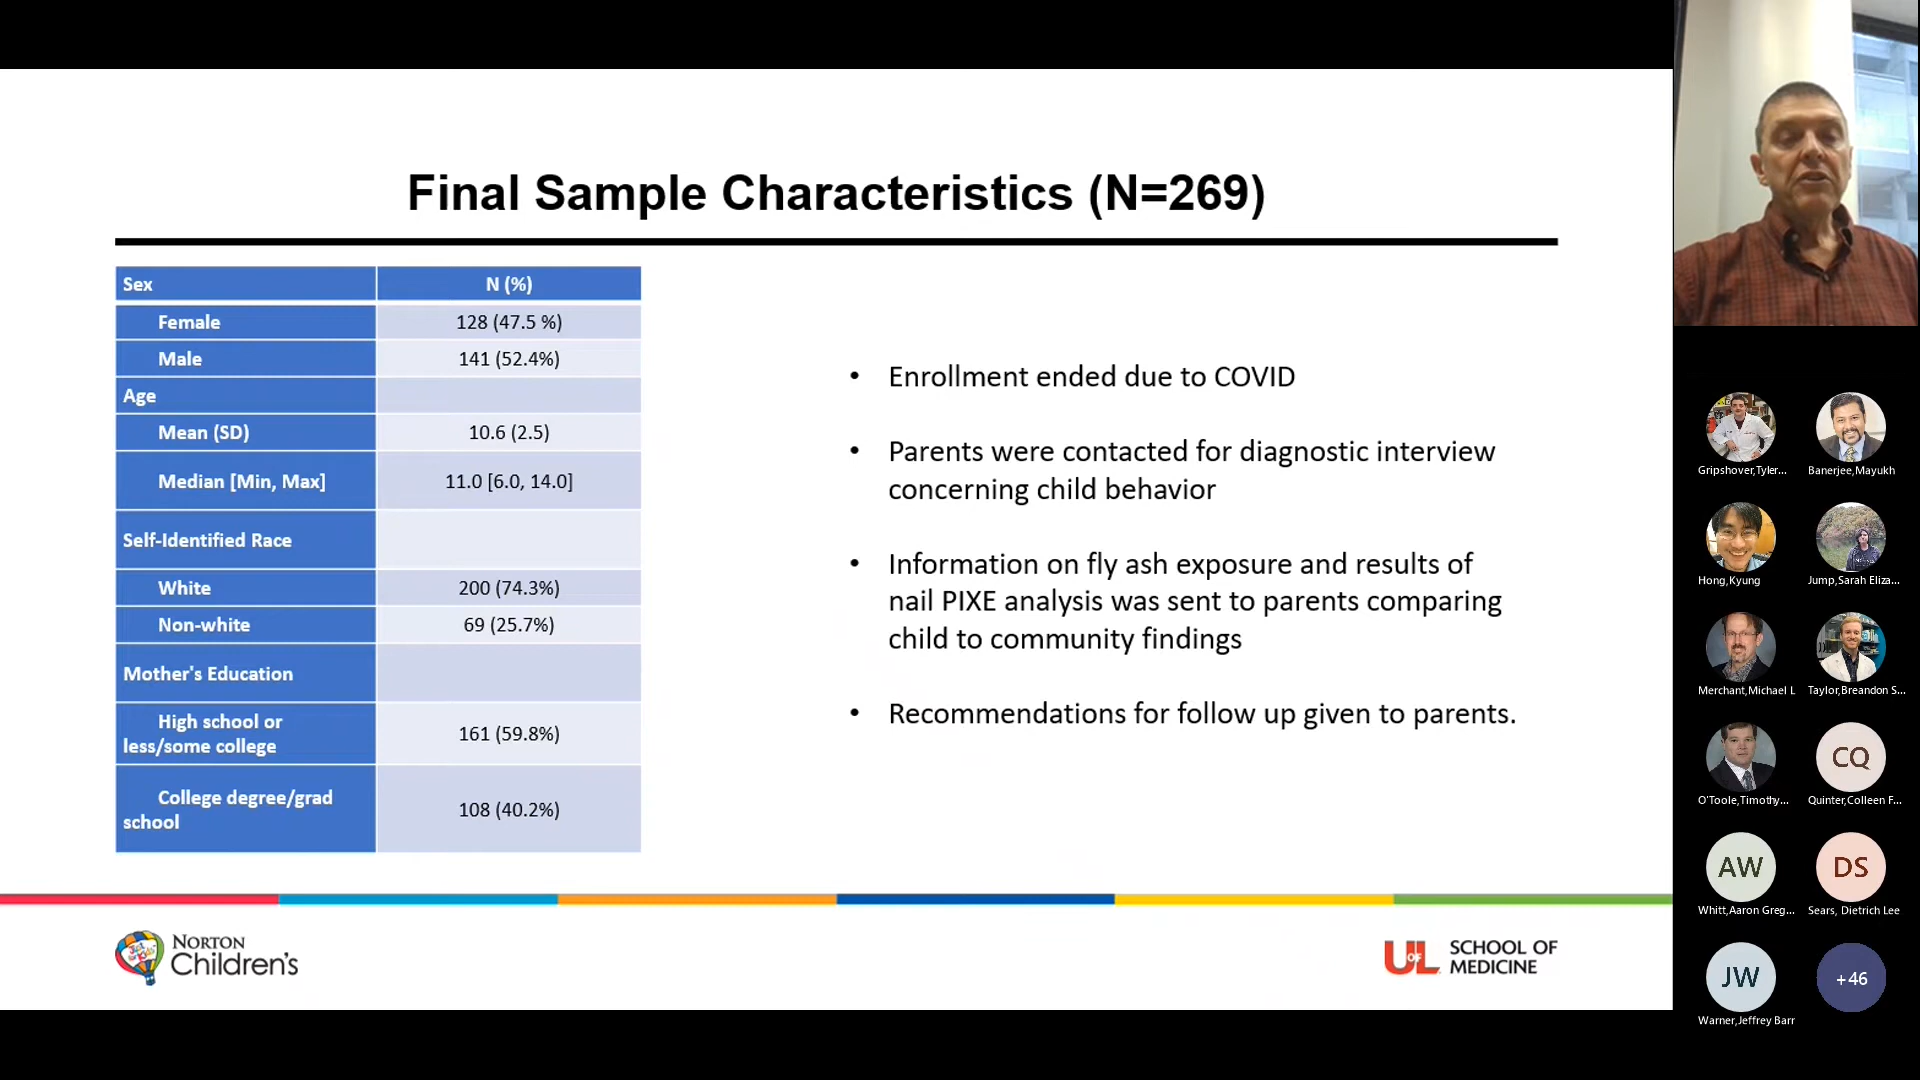 Final Sample Characteristics (N=269)
Sex N (%)
Female 128 (47.5 %)
Male 141 (52.4%)
Age
Mean (SD) 10.6 (2.5)
Median [Min, Max] 11.0 [6.0, 14.0]
Self-Identified Race
White 200 (74.3%)
Non-white 69 (25.7%)
Mother's Education
High school or
less/some college 161 (59.8%)
College degree/grad
school 108 (40.2%)
• Enrollment ended due to COVID
• Parents were contacted for diagnostic interview
concerning child behavior
• Information on fly ash exposure and results of
nail PIXE analysis was sent to parents comparing
child to community findings
• Recommendations for follow up given to parents.
Just for Kids
NORTON
Children's
UofL SCHOOL OF
MEDICINE
Gripshover,Tyler... Banerjee,Mayukh
Hong,Kyung Jump,Sarah Eliza...
Merchant,Michael L Taylor,Breandon S...
CQ
O'Toole,Timothy... Quinter,Colleen F...
AW DS
Whitt,Aaron Greg... Sears, Dietrich Lee
JW +46
Warner,Jeffrey Barr